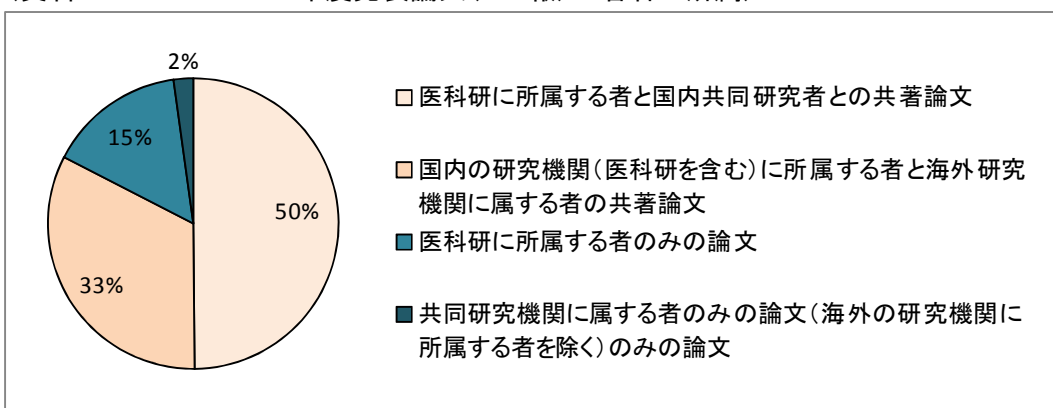 2%
15%
50%
33%
医科研に所属する者と国内共同研究者との共著論文
国内の研究機関(医科研を含む)に所属する者と海外研究
機関に属する者の共著論文
医科研に所属する者のみの論文
共同研究機関に属する者のみの論文(海外の研究機関に
所属する者を除く)のみの論文